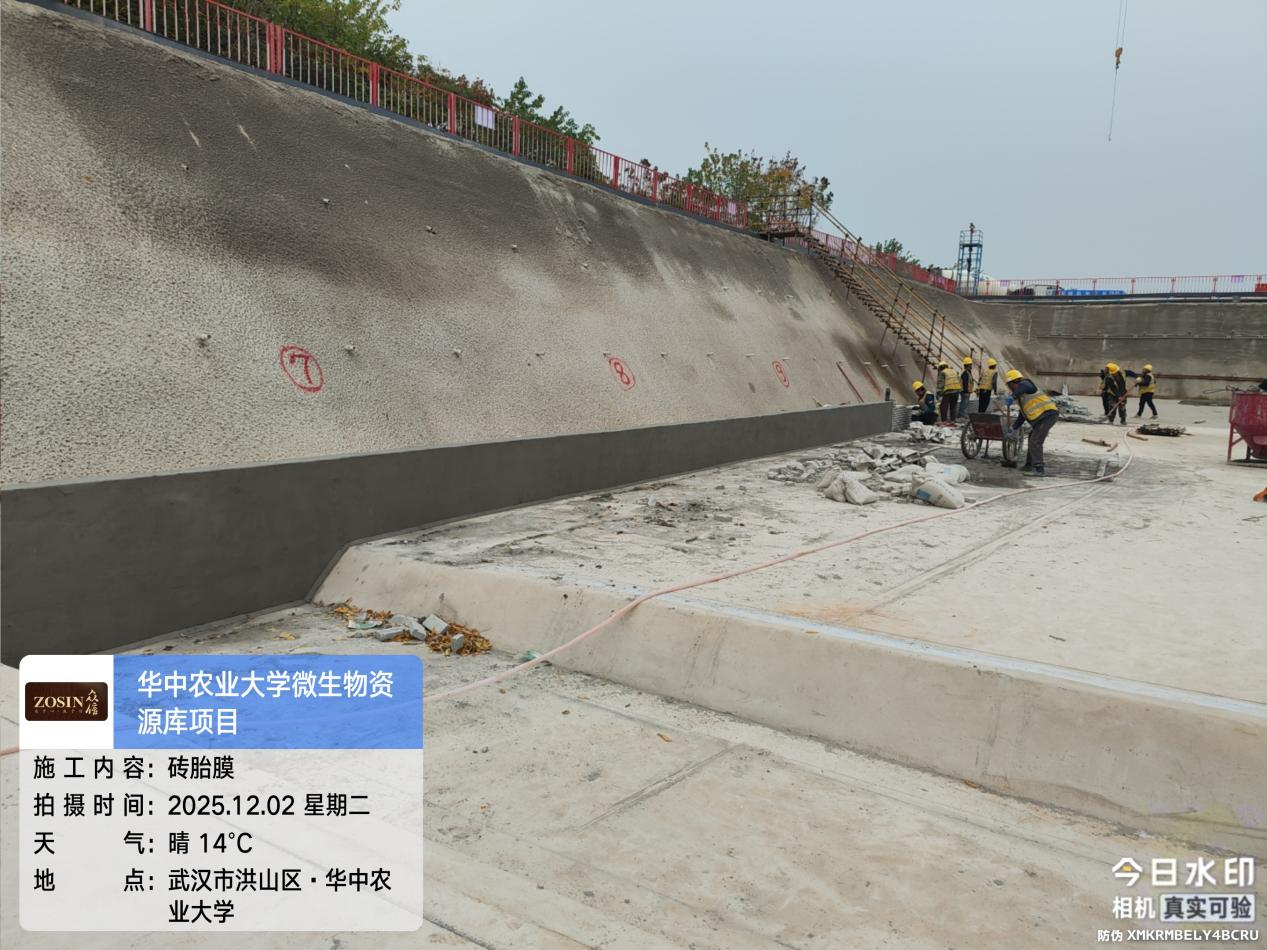 ⑦
⑧
⑨
ZOSIN 众信
华中农业大学微生物资
源库项目
施工内容：砖胎膜
拍摄时间：2025.12.02 星期二
天气：晴 14℃
地点：武汉市洪山区·华中农
业大学
今日水印
相机 真实可验
防伪 XMKRMBELY4BCRU